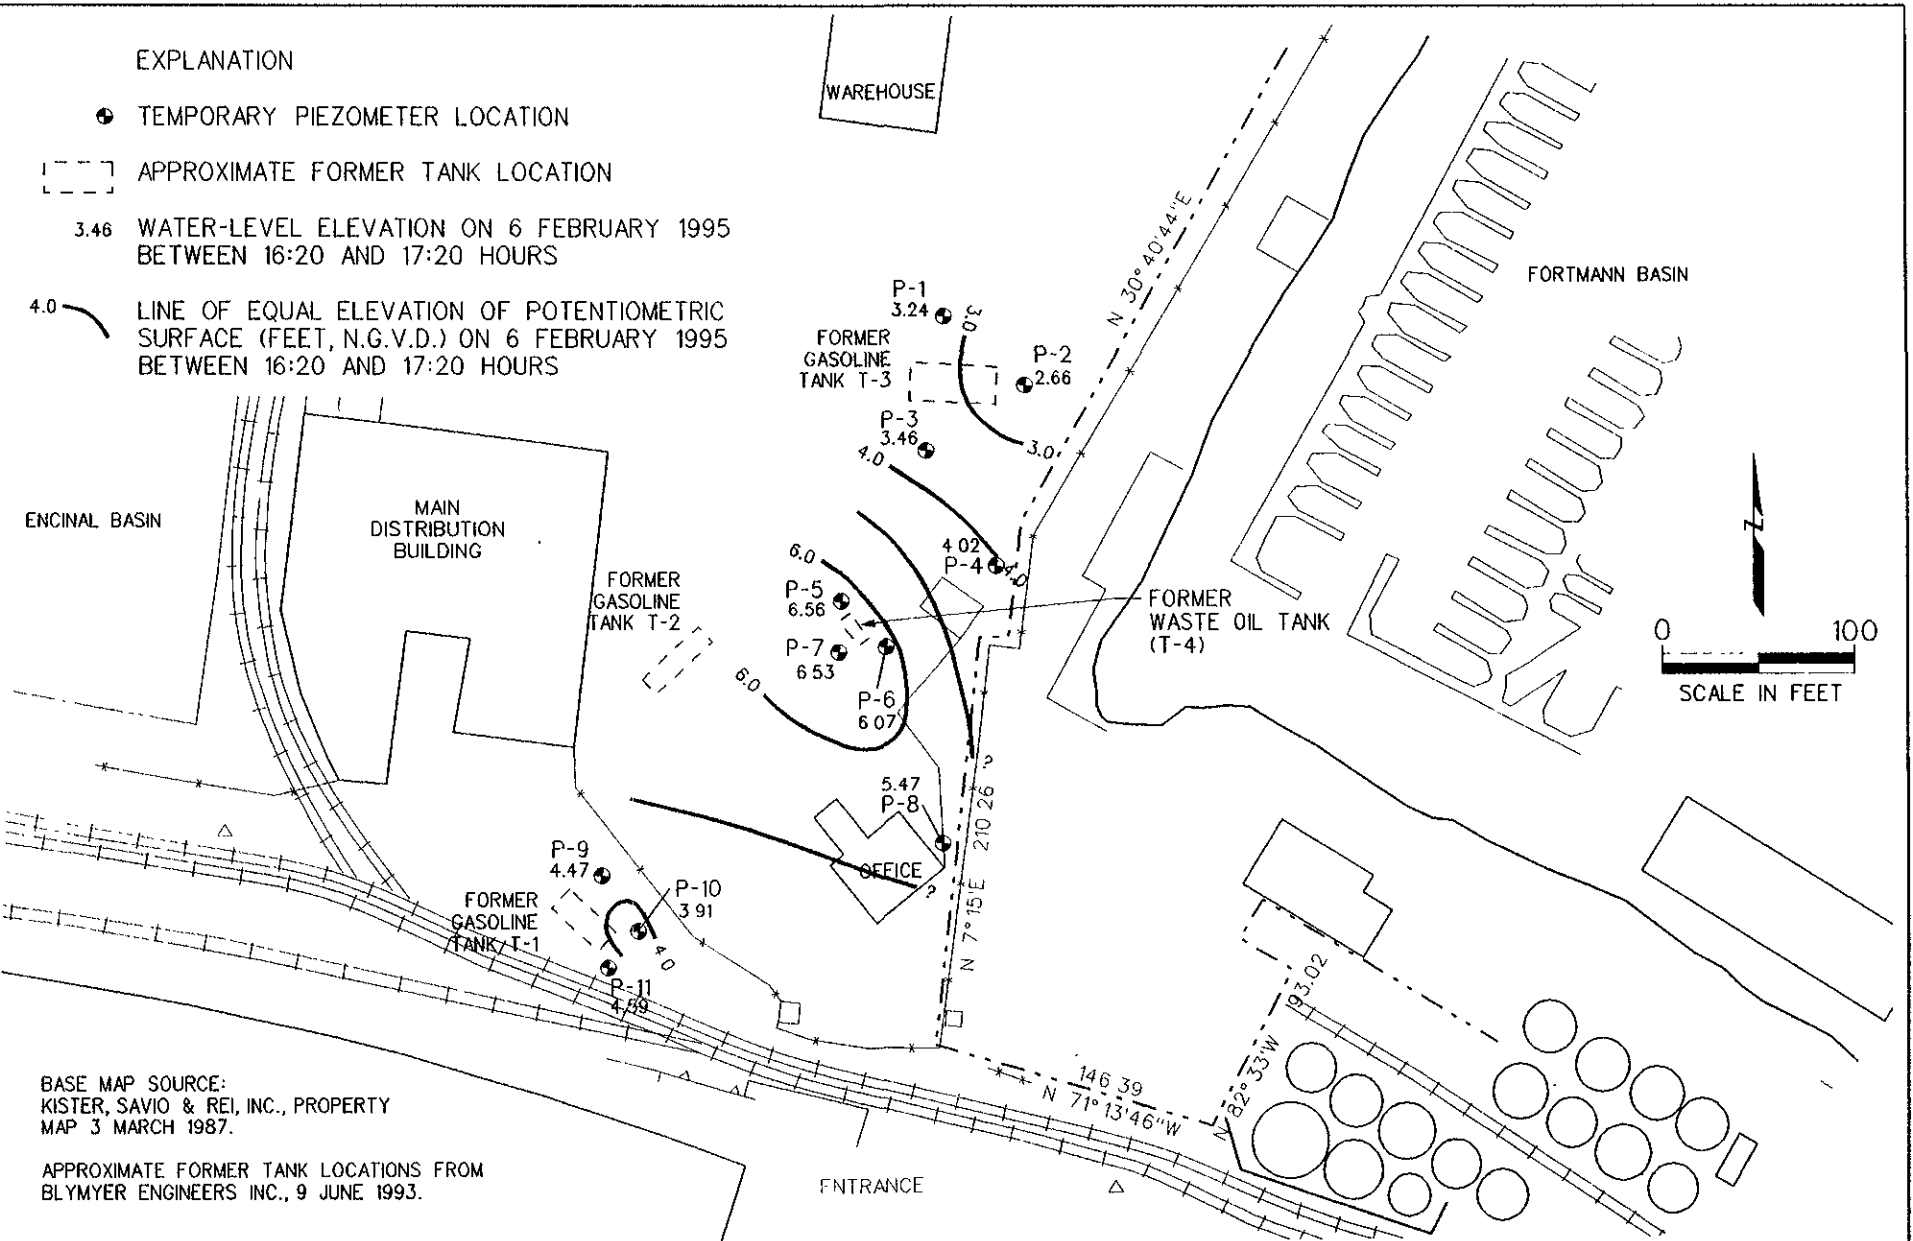 EXPLANATION
TEMPORARY PIEZOMETER LOCATION
APPROXIMATE FORMER TANK LOCATION
3.46 WATER-LEVEL ELEVATION ON 6 FEBRUARY 1995
BETWEEN 16:20 AND 17:20 HOURS
4.0 LINE OF EQUAL ELEVATION OF POTENTIOMETRIC
SURFACE (FEET, N.G.V.D.) ON 6 FEBRUARY 1995
BETWEEN 16:20 AND 17:20 HOURS
WAREHOUSE
N 30° 40' 44"E
FORTMANN BASIN
P-1
3.24
3.0
FORMER
GASOLINE
TANK T-3
P-2
2.66
P-3
3.46
3.0
4.0
ENCINAL BASIN
MAIN
DISTRIBUTION
BUILDING
4 02
P-4
4.0
6.0
FORMER
GASOLINE
TANK T-2
P-5
6.56
P-7
6 53
6.0
P-6
6 07
FORMER
WASTE OIL TANK
(T-4)
Z
0 100
SCALE IN FEET
?
5.47
P-8
OFFICE
?
N 7° 15'E 210 26
P-9
4.47
P-10
3 91
4 0
FORMER
GASOLINE
TANK T-1
P-11
4.59
193.02
N 82° 33'W
146 39
N 71° 13'46"W
BASE MAP SOURCE:
KISTER, SAVIO & REI, INC., PROPERTY
MAP 3 MARCH 1987.
APPROXIMATE FORMER TANK LOCATIONS FROM
BLYMYER ENGINEERS INC., 9 JUNE 1993.
ENTRANCE